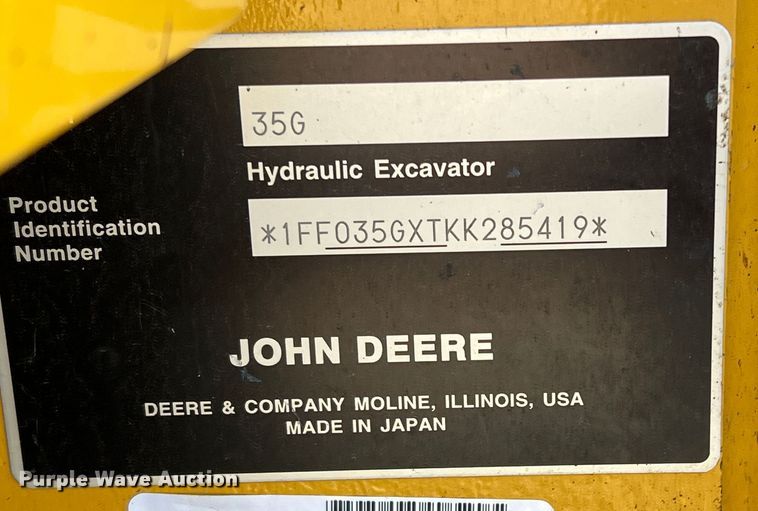 35G
Hydraulic Excavator
Product
Identification
Number
*1FF035GXTKK285419*
JOHN DEERE
DEERE & COMPANY MOLINE, ILLINOIS, USA
MADE IN JAPAN
Purple Wave Auction